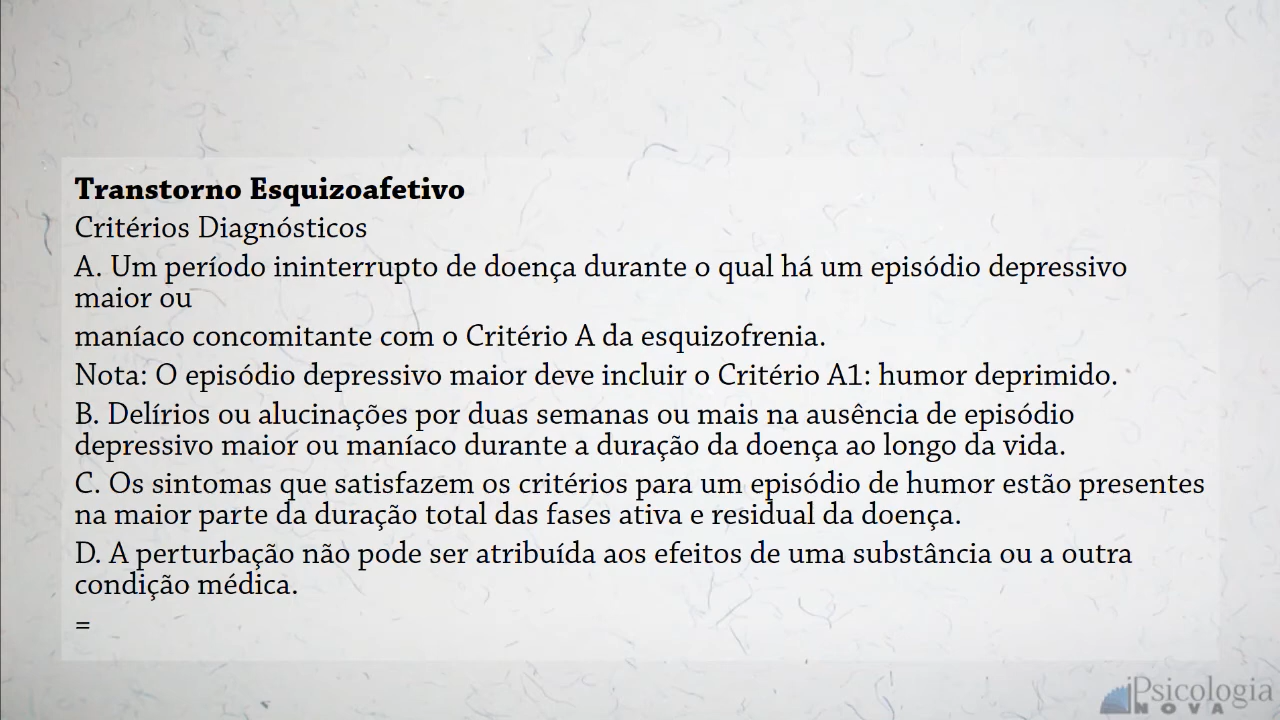 Transtorno Esquizoafetivo
Critérios Diagnósticos
A. Um período ininterrupto de doença durante o qual há um episódio depressivo
maior ou
maníaco concomitante com o Critério A da esquizofrenia.
Nota: O episódio depressivo maior deve incluir o Critério A1: humor deprimido.
B. Delírios ou alucinações por duas semanas ou mais na ausência de episódio
depressivo maior ou maníaco durante a duração da doença ao longo da vida.
C. Os sintomas que satisfazem os critérios para um episódio de humor estão presentes
na maior parte da duração total das fases ativa e residual da doença.
D. A perturbação não pode ser atribuída aos efeitos de uma substância ou a outra
condição médica.
=
Psicologia
NOVA